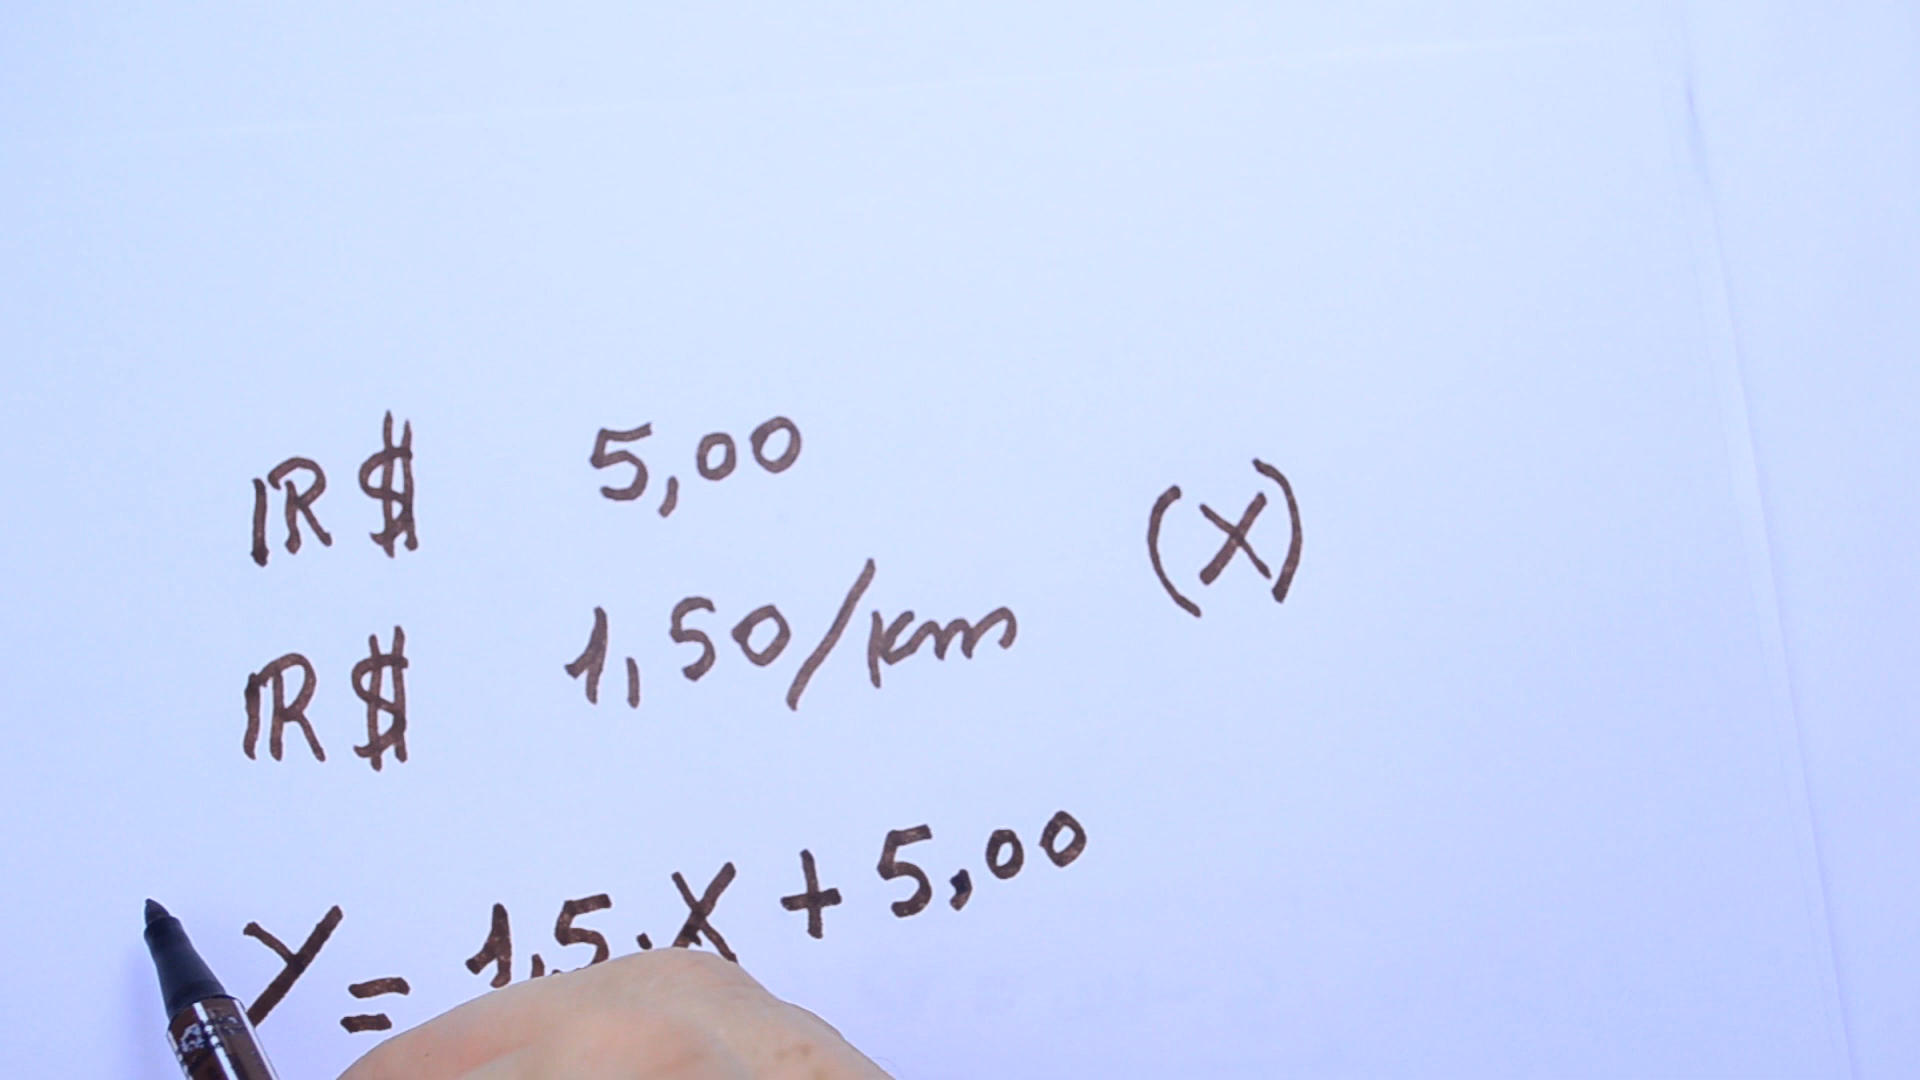 R$ 5,00
(X)
R$ 1,50/km
Y = 1,5.X + 5,00